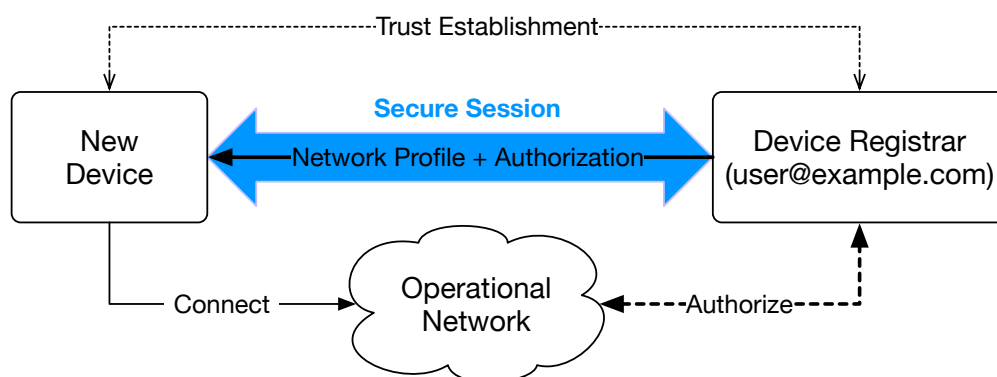 Trust Establishment
Secure Session
New
Device
Network Profile + Authorization
Device Registrar
(user@example.com)
Operational
Network
Connect
Authorize